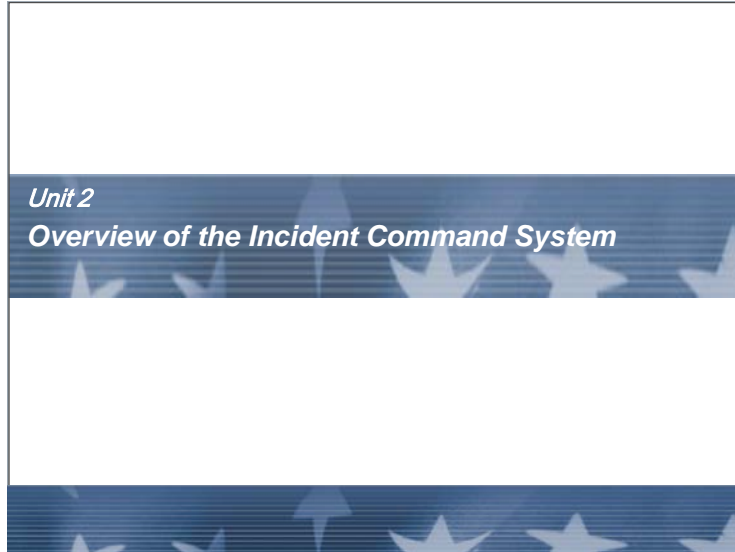 Unit 2
Overview of the Incident Command System